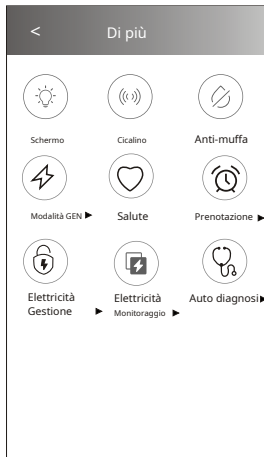 < Di più
Schermo Cicalino Anti-muffa
Modalità GEN ► Salute Prenotazione ►
Elettricità Elettricità Auto diagnosi ►
Gestione ► Monitoraggio ►